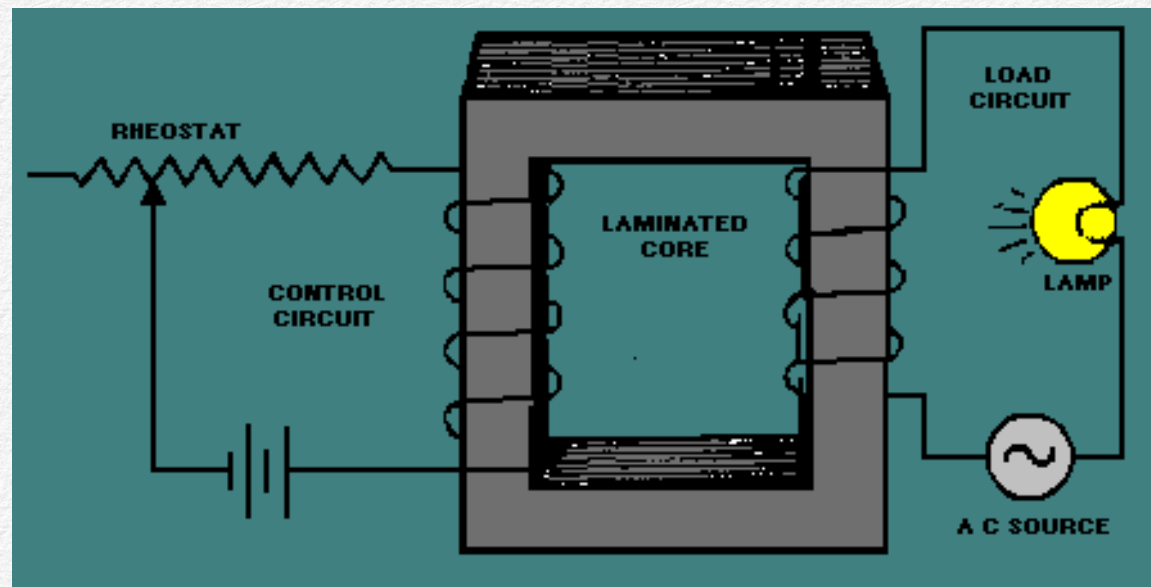 RHEOSTAT
LOAD
CIRCUIT
LAMINATED
CORE
LAMP
CONTROL
CIRCUIT
A C SOURCE